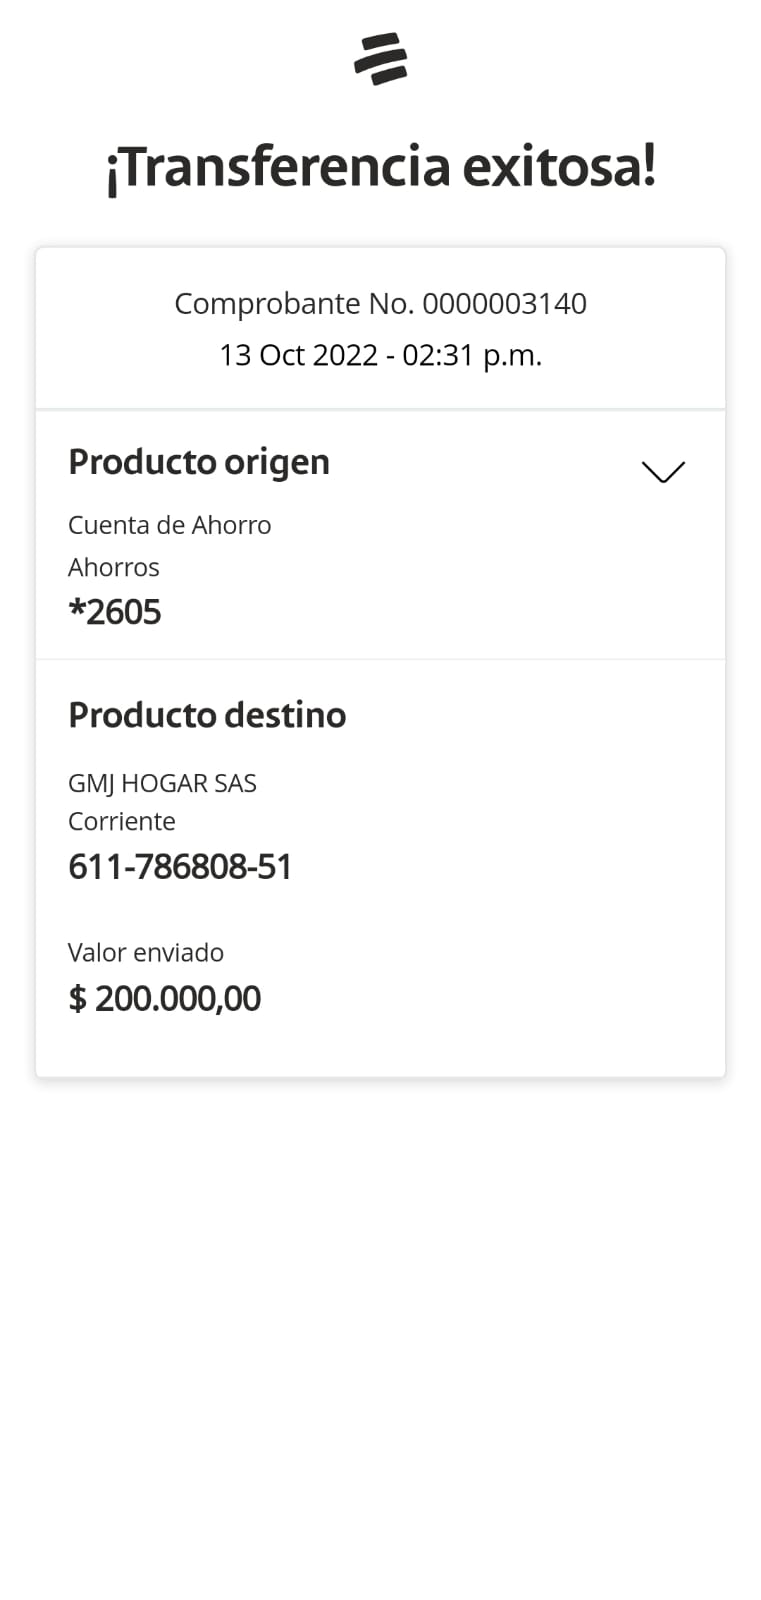 ¡Transferencia exitosa!
Comprobante No. 0000003140
13 Oct 2022 - 02:31 p.m.
Producto origen
Cuenta de Ahorro
Ahorros
*2605
Producto destino
GMJ HOGAR SAS
Corriente
611-786808-51
Valor enviado
$ 200.000,00